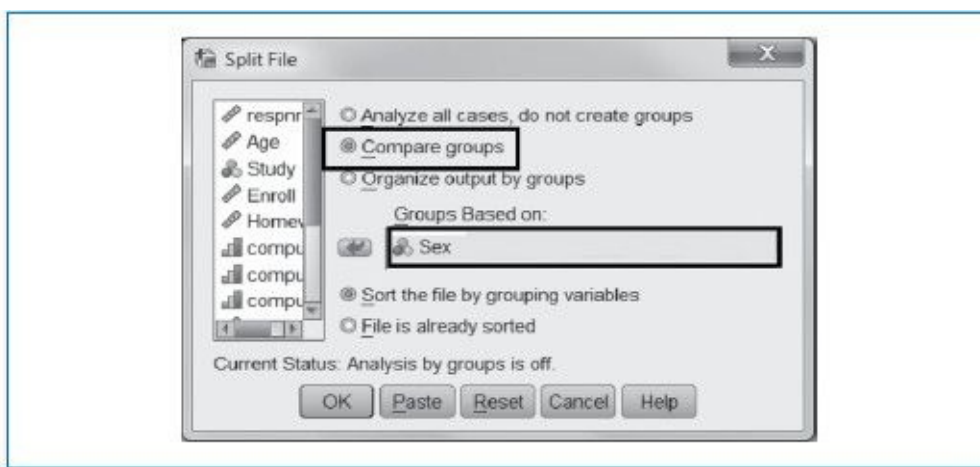 Split File
respnr
Age
Study
Enroll
Homew
compu
compu
compu
Analyze all cases, do not create groups
Compare groups
Organize output by groups
Groups Based on:
Sex
Sort the file by grouping variables
File is already sorted
Current Status: Analysis by groups is off.
OK Paste Reset Cancel Help